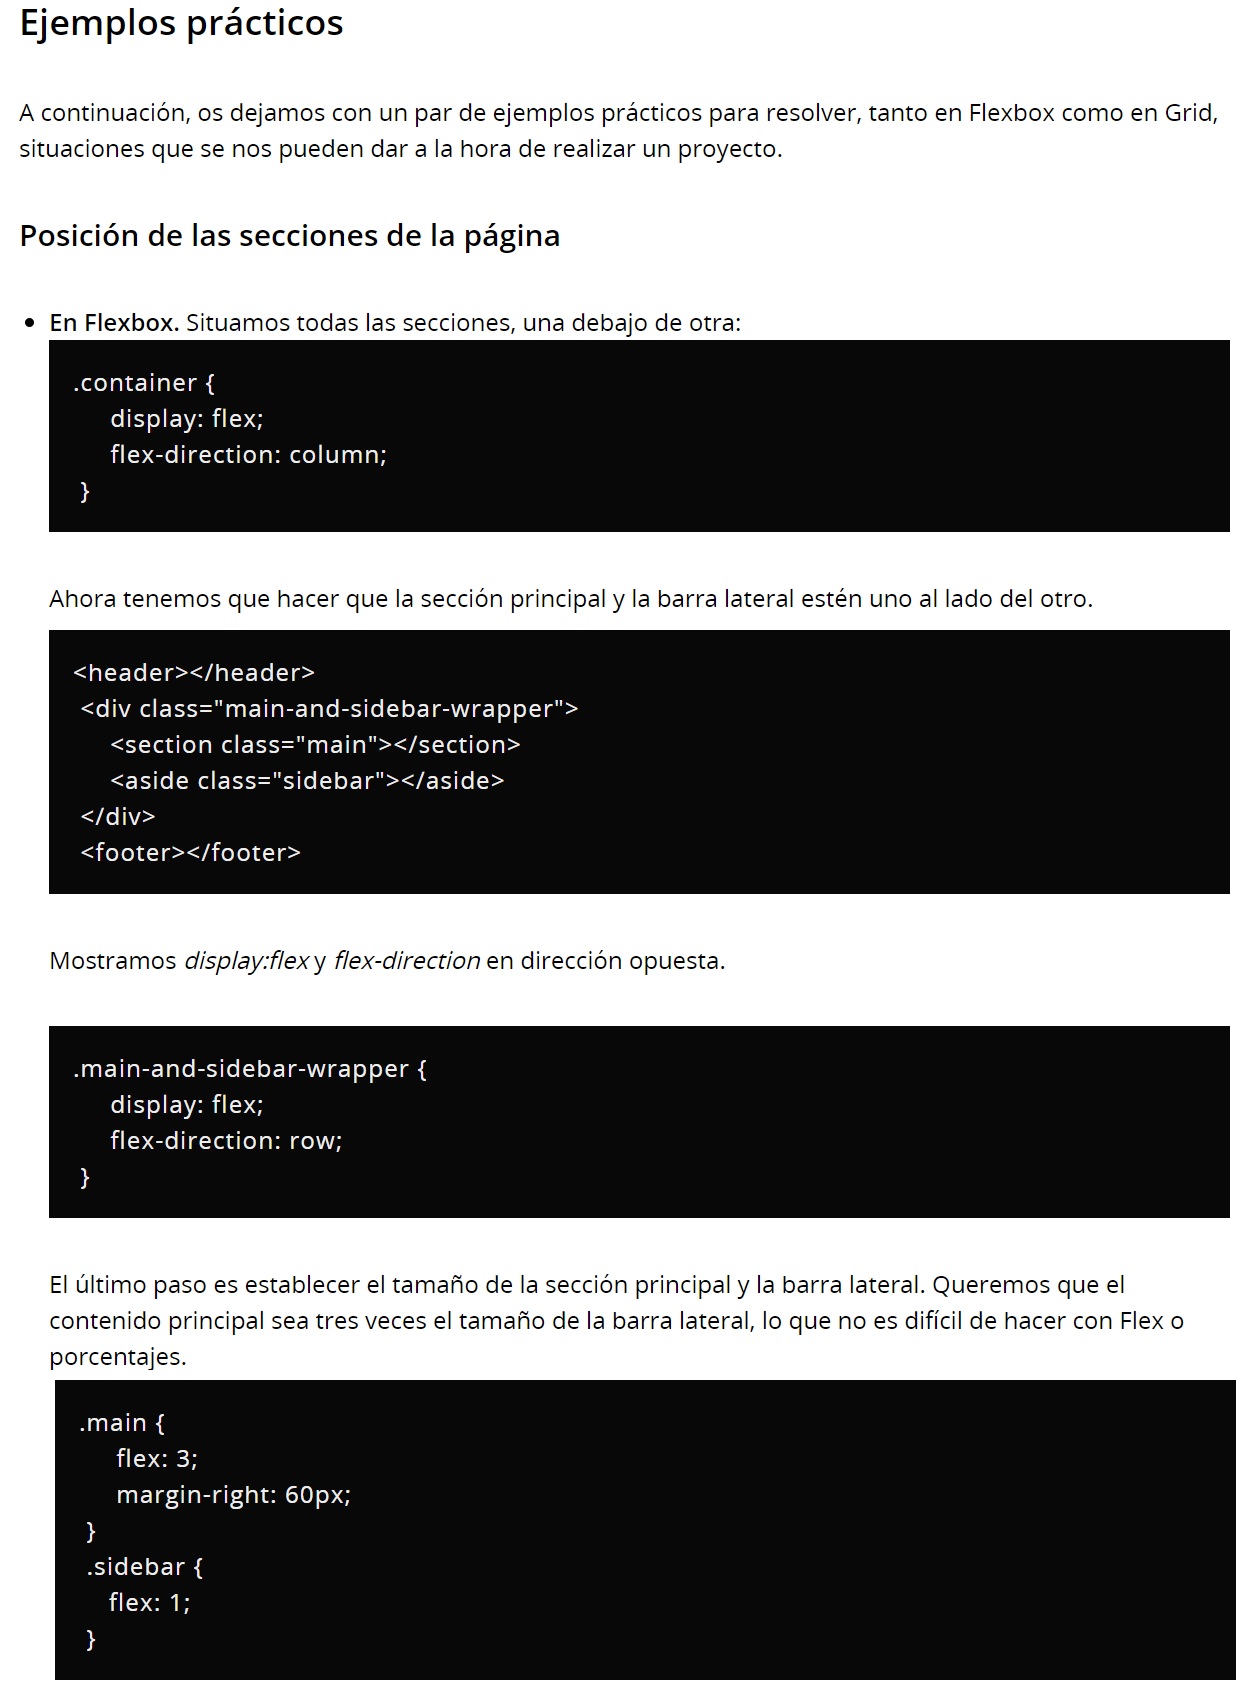 Ejemplos prácticos
A continuación, os dejamos con un par de ejemplos prácticos para resolver, tanto en Flexbox como en Grid,
situaciones que se nos pueden dar a la hora de realizar un proyecto.
Posición de las secciones de la página
• En Flexbox. Situamos todas las secciones, una debajo de otra:
.container {
display: flex;
flex-direction: column;
}
Ahora tenemos que hacer que la sección principal y la barra lateral estén uno al lado del otro.
<header></header>
<div class="main-and-sidebar-wrapper">
<section class="main"></section>
<aside class="sidebar"></aside>
</div>
<footer></footer>
Mostramos display:flex y flex-direction en dirección opuesta.
.main-and-sidebar-wrapper {
display: flex;
flex-direction: row;
}
El último paso es establecer el tamaño de la sección principal y la barra lateral. Queremos que el
contenido principal sea tres veces el tamaño de la barra lateral, lo que no es difícil de hacer con Flex o
porcentajes.
.main {
flex: 3;
margin-right: 60px;
}
.sidebar {
flex: 1;
}